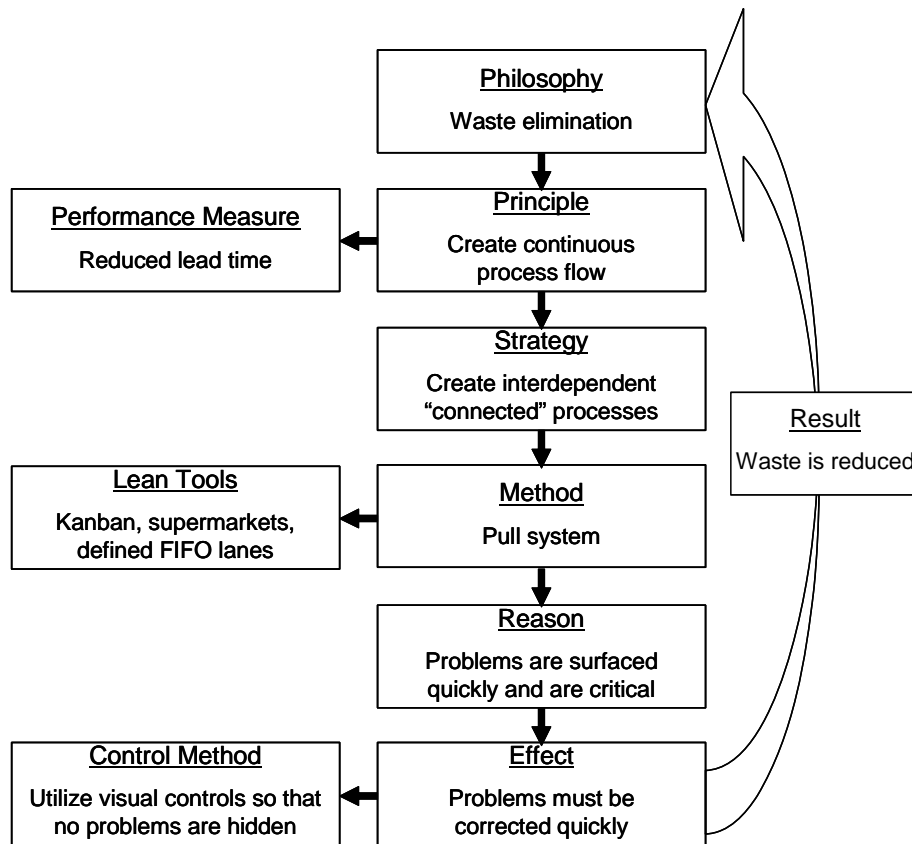 Philosophy
Waste elimination
Performance Measure
Reduced lead time
Principle
Create continuous
process flow
Strategy
Create interdependent
“connected” processes
Result
Waste is reduced
Lean Tools
Kanban, supermarkets,
defined FIFO lanes
Method
Pull system
Reason
Problems are surfaced
quickly and are critical
Control Method
Utilize visual controls so that
no problems are hidden
Effect
Problems must be
corrected quickly